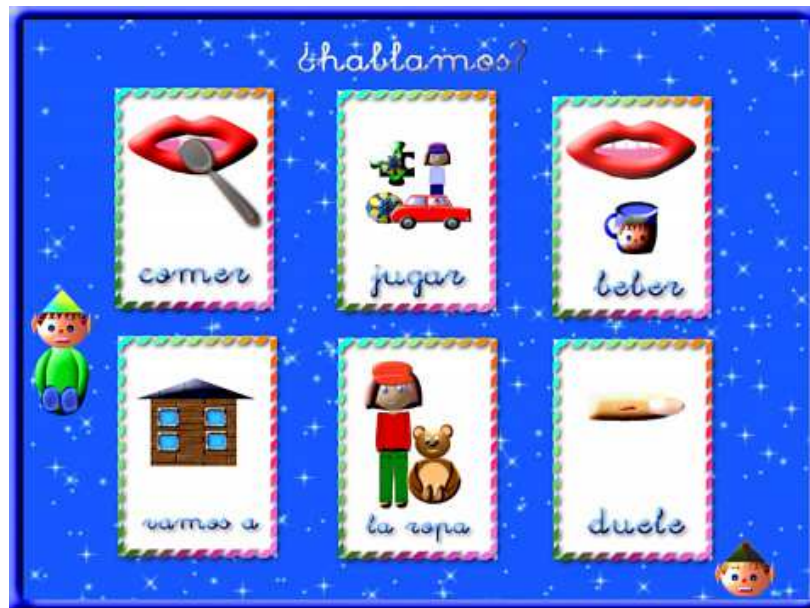 ¿hablamos?
comer
jugar
beber
vamos a
la ropa
duele